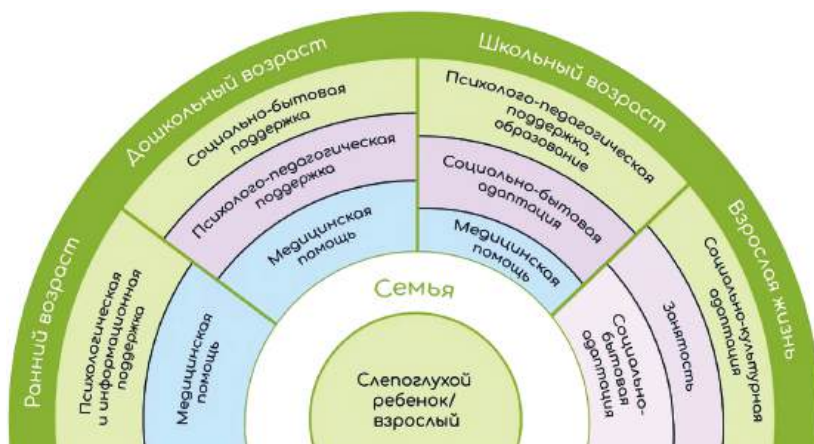 Ранний возраст
Дошкольный возраст
Школьный возраст
Взрослая жизнь
Психологическая
и информационная
поддержка
Медицинская
помощь
Социально-бытовая
поддержка
Психолого-педагогическая
поддержка
Медицинская
помощь
Психолого-педагогическая
поддержка,
образование
Социально-бытовая
адаптация
Медицинская
помощь
Социально-культурная
адаптация
Занятость
Социально-
бытовая
адаптация
Семья
Слепоглухой
ребенок/
взрослый